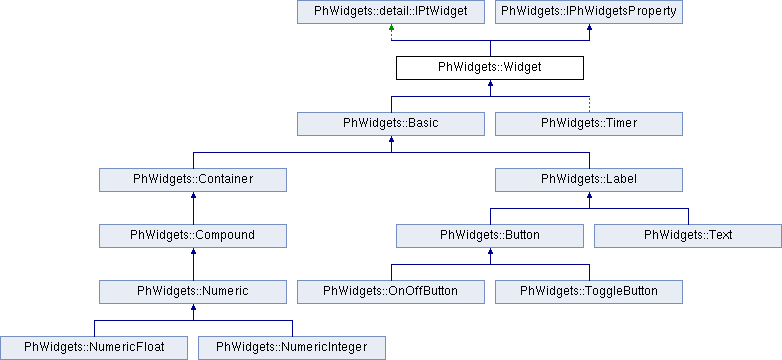 PhWidgets::detail::IPtWidget
PhWidgets::IPhWidgetsProperty
PhWidgets::Widget
PhWidgets::Basic
PhWidgets::Timer
PhWidgets::Container
PhWidgets::Label
PhWidgets::Compound
PhWidgets::Button
PhWidgets::Text
PhWidgets::Numeric
PhWidgets::OnOffButton
PhWidgets::ToggleButton
PhWidgets::NumericFloat
PhWidgets::NumericInteger